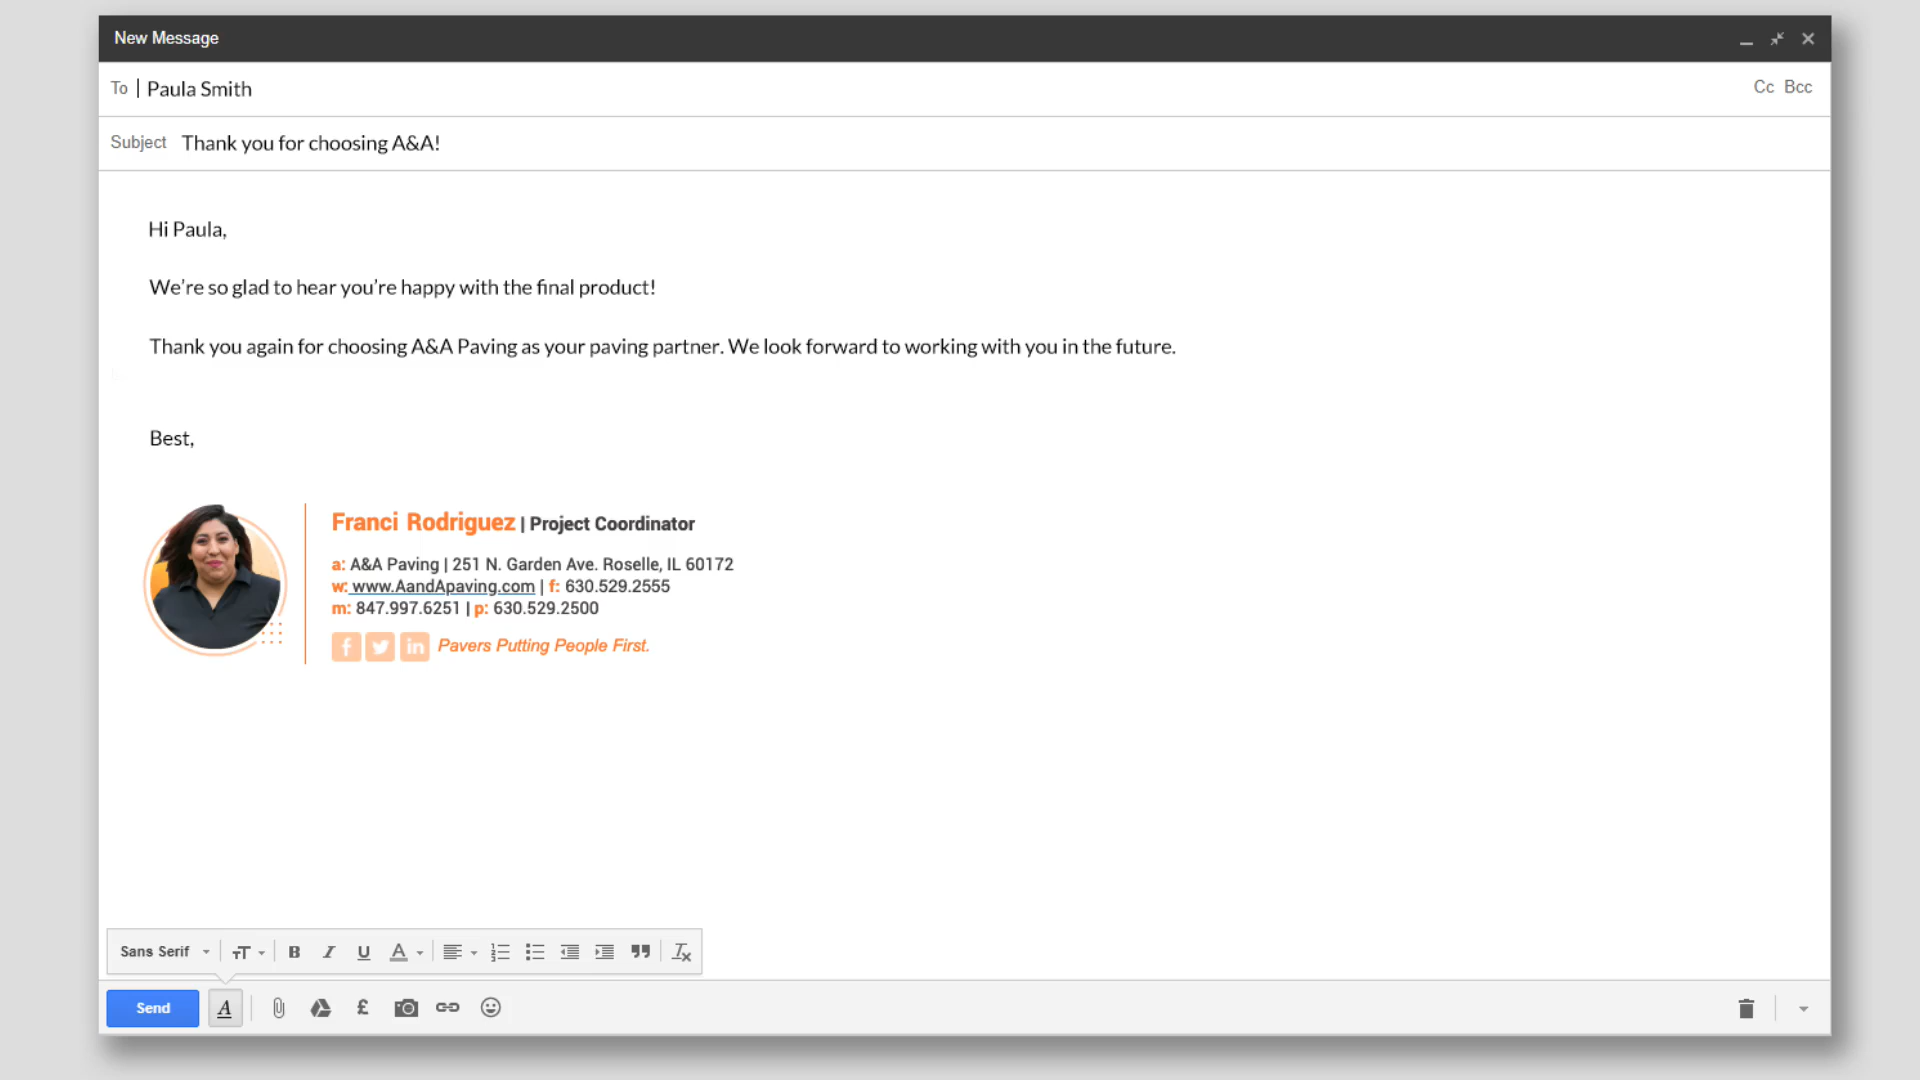 New Message
To Paula Smith Cc Bcc
Subject Thank you for choosing A&A!
Hi Paula,
We're so glad to hear you're happy with the final product!
Thank you again for choosing A&A Paving as your paving partner. We look forward to working with you in the future.
Best,
Franci Rodriguez | Project Coordinator
a: A&A Paving | 251 N. Garden Ave. Roselle, IL 60172
w: www.AandApaving.com | f: 630.529.2555
m: 847.997.6251 | p: 630.529.2500
f in Pavers Putting People First.
Sans Serif TT B I U A Tx
Send A £